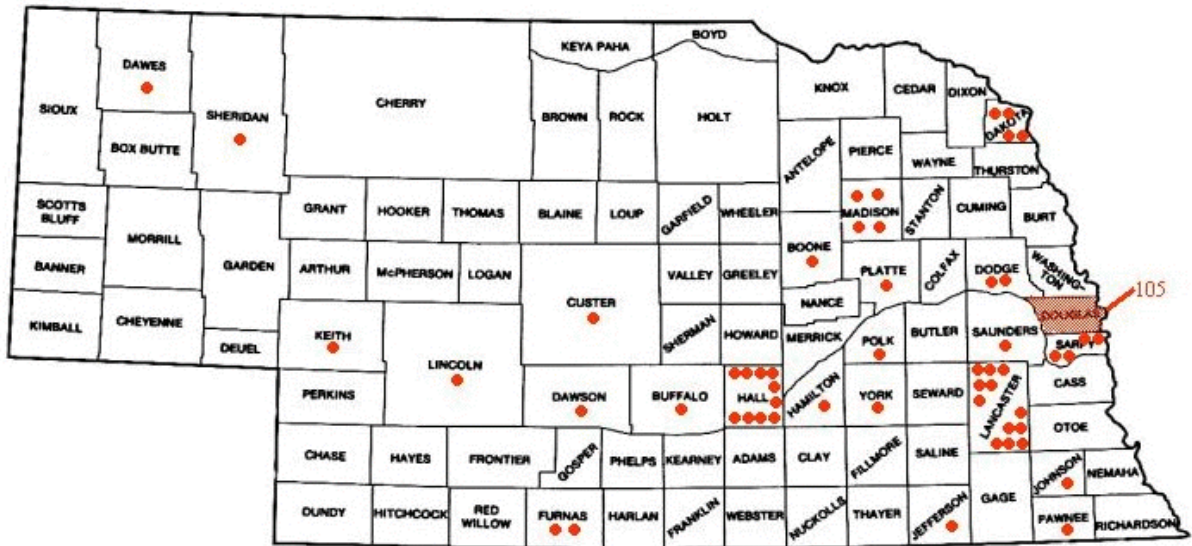 KEYA PAHA
BOYD
DAWES
SIOUX
SHERIDAN
CHERRY
BROWN
ROCK
HOLT
KNOX
CEDAR
DIXON
DAKOTA
BOX BUTTE
ANTELOPE
PIERCE
WAYNE
THURSTON
SCOTTS
BLUFF
MORRILL
GARDEN
GRANT
HOOKER
THOMAS
BLAINE
LOUP
GARFIELD
WHEELER
MADISON
STANTON
CUMING
BURT
BANNER
ARTHUR
McPHERSON
LOGAN
CUSTER
VALLEY
GREELEY
BOONE
PLATTE
COLFAX
DODGE
WASHING-
TON
KIMBALL
CHEYENNE
DEUEL
KEITH
LINCOLN
SHERMAN
HOWARD
NANCE
MERRICK
POLK
BUTLER
SAUNDERS
DOUGLAS
105
SARPY
PERKINS
DAWSON
BUFFALO
HALL
HAMILTON
YORK
SEWARD
LANCASTER
CASS
OTOE
CHASE
HAYES
FRONTIER
GOSPER
PHELPS
KEARNEY
ADAMS
CLAY
FILLMORE
SALINE
GAGE
JOHNSON
NEMAHA
DUNDY
HITCHCOCK
RED
WILLOW
FURNAS
HARLAN
FRANKLIN
WEBSTER
NUCKOLLS
THAYER
JEFFERSON
PAWNEE
RICHARDSON